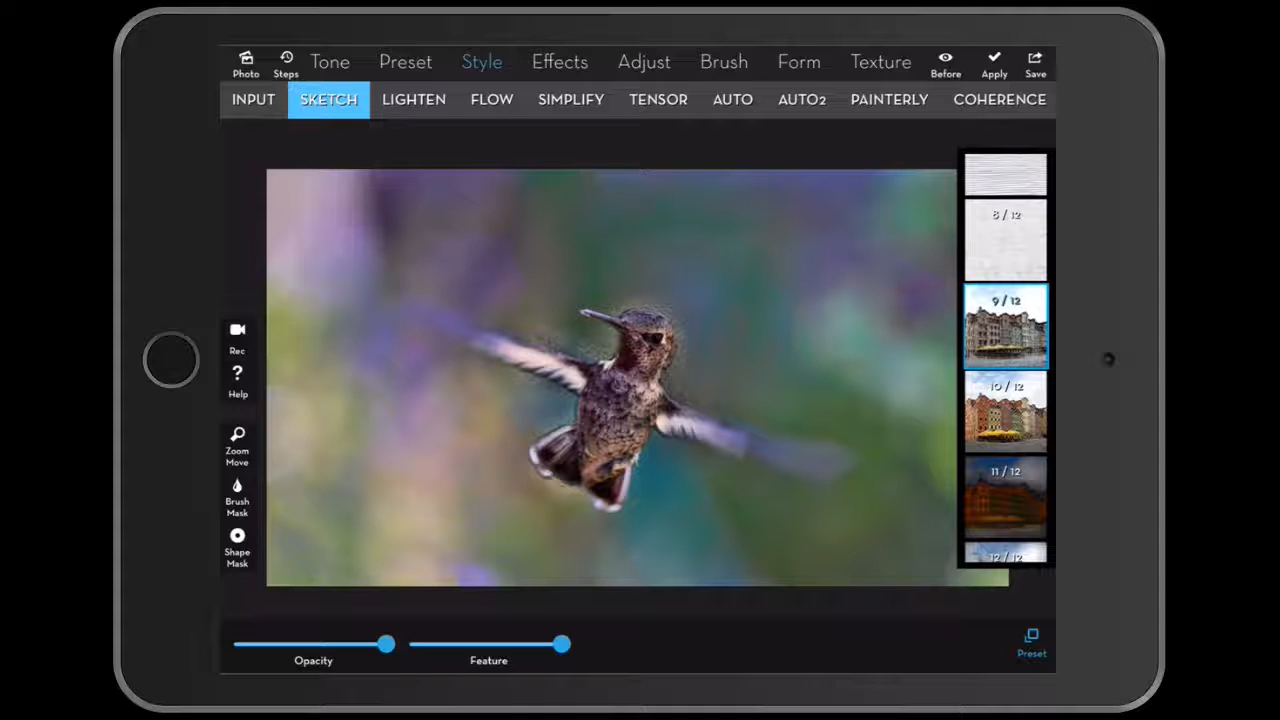 Photo Steps Tone Preset Style Effects Adjust Brush Form Texture Before Apply Save
INPUT SKETCH LIGHTEN FLOW SIMPLIFY TENSOR AUTO AUTO2 PAINTERLY COHERENCE
8 / 12
9 / 12
10 / 12
11 / 12
12 / 12
Rec
Help
Zoom
Move
Brush
Mask
Shape
Mask
Opacity Feature
Preset